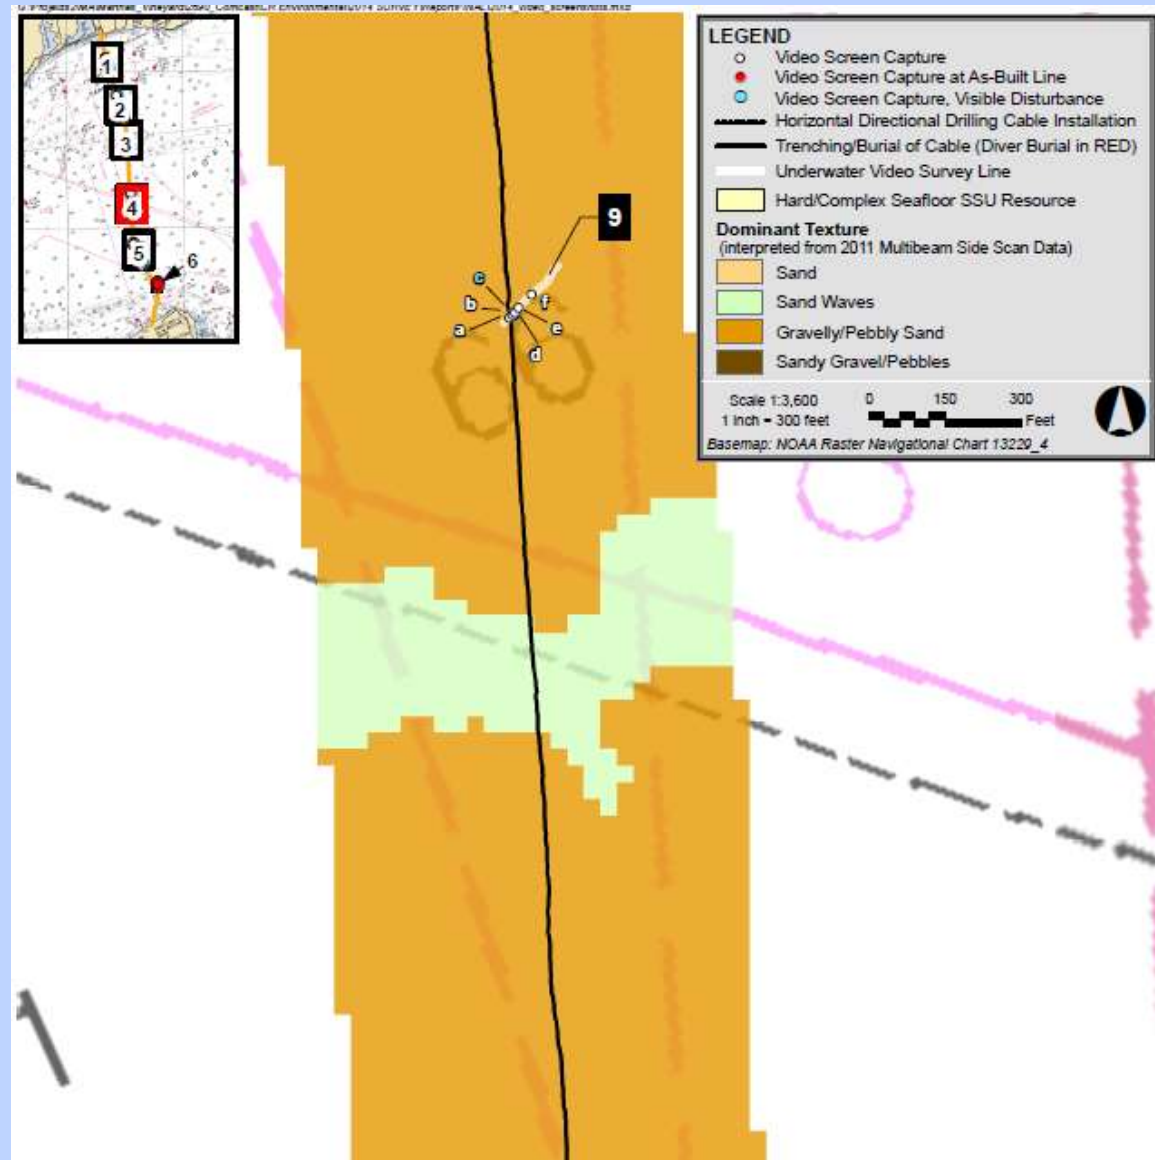 1
2
3
4
5
6
9
c
b
a
f
e
d
LEGEND
Video Screen Capture
Video Screen Capture at As-Built Line
Video Screen Capture, Visible Disturbance
Horizontal Directional Drilling Cable Installation
Trenching/Burial of Cable (Diver Burial in RED)
Underwater Video Survey Line
Hard/Complex Seafloor SSU Resource
Dominant Texture
(interpreted from 2011 Multibeam Side Scan Data)
Sand
Sand Waves
Gravelly/Pebbly Sand
Sandy Gravel/Pebbles
Scale 1:3,600
1 inch = 300 feet
0 150 300
Feet
Basemap: NOAA Raster Navigational Chart 13229_4